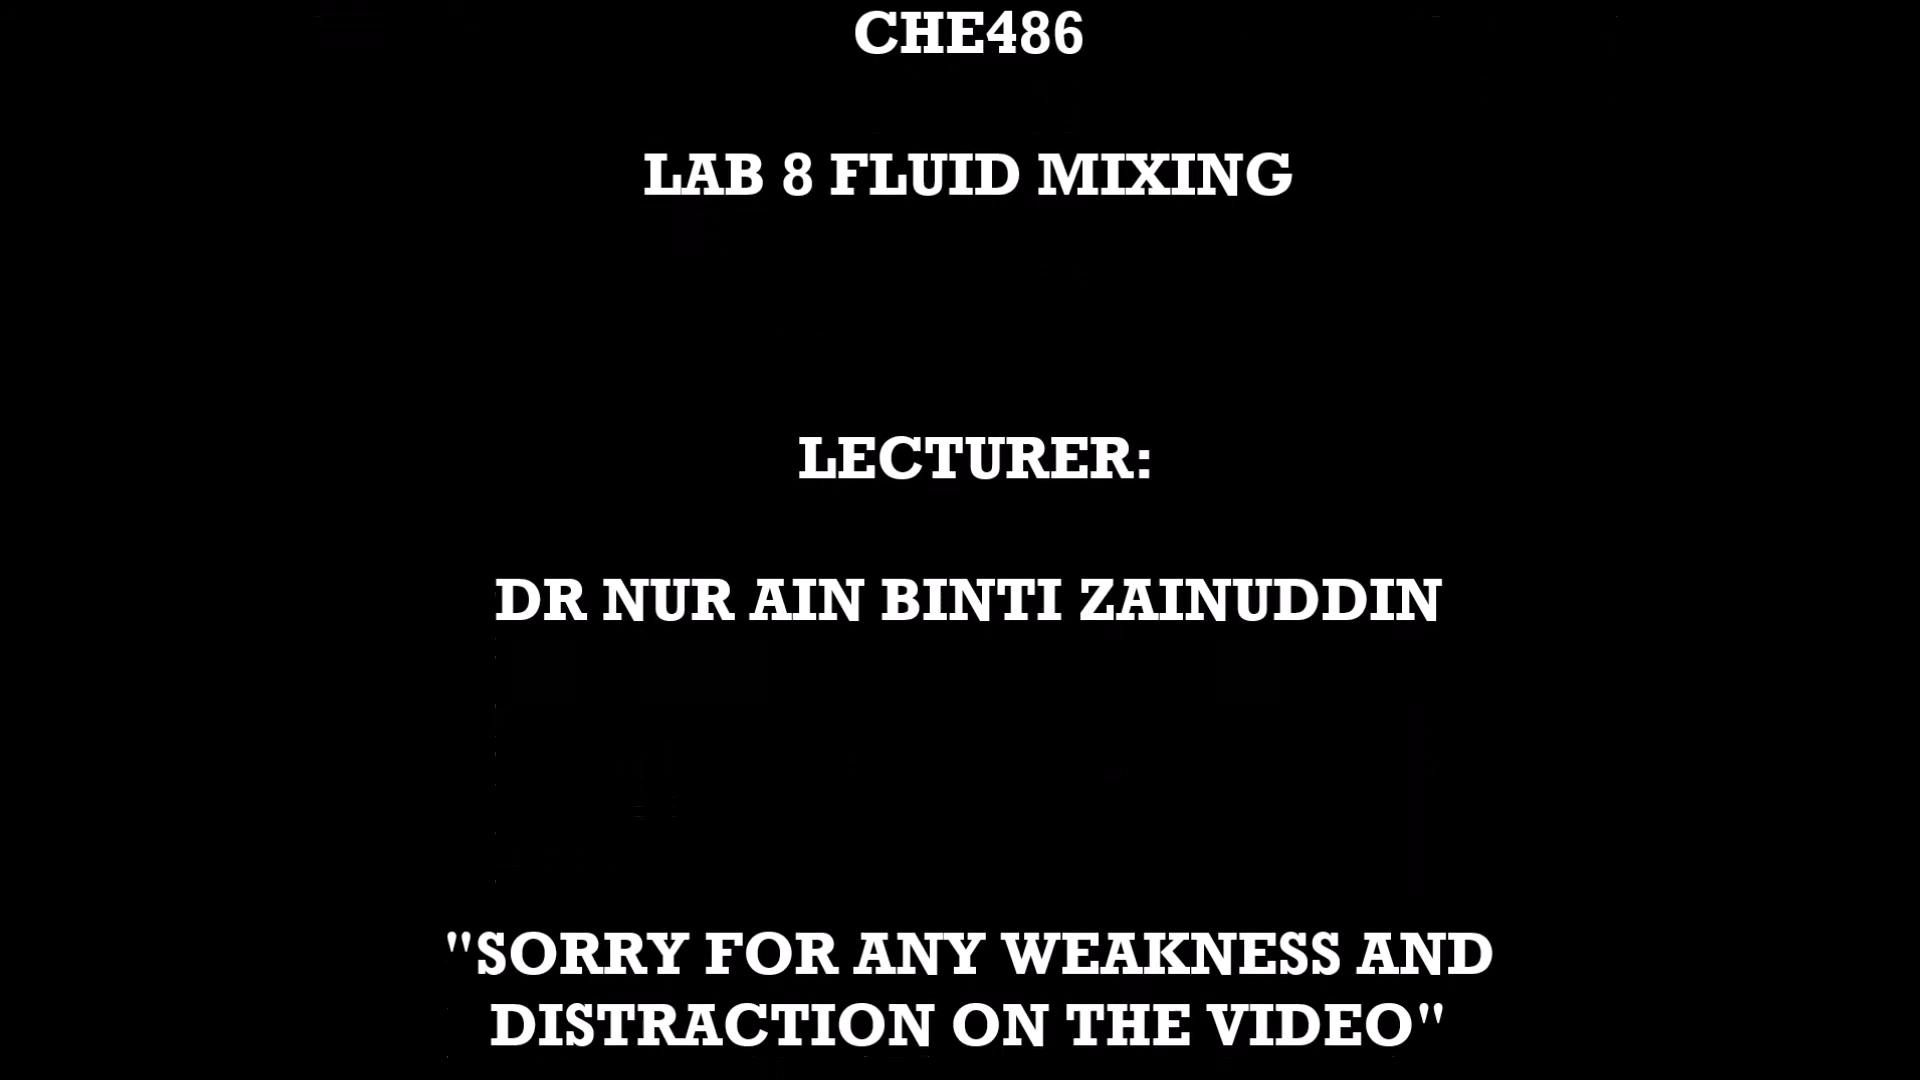 CHE486
LAB 8 FLUID MIXING
LECTURER:
DR NUR AIN BINTI ZAINUDDIN
"SORRY FOR ANY WEAKNESS AND
DISTRACTION ON THE VIDEO"